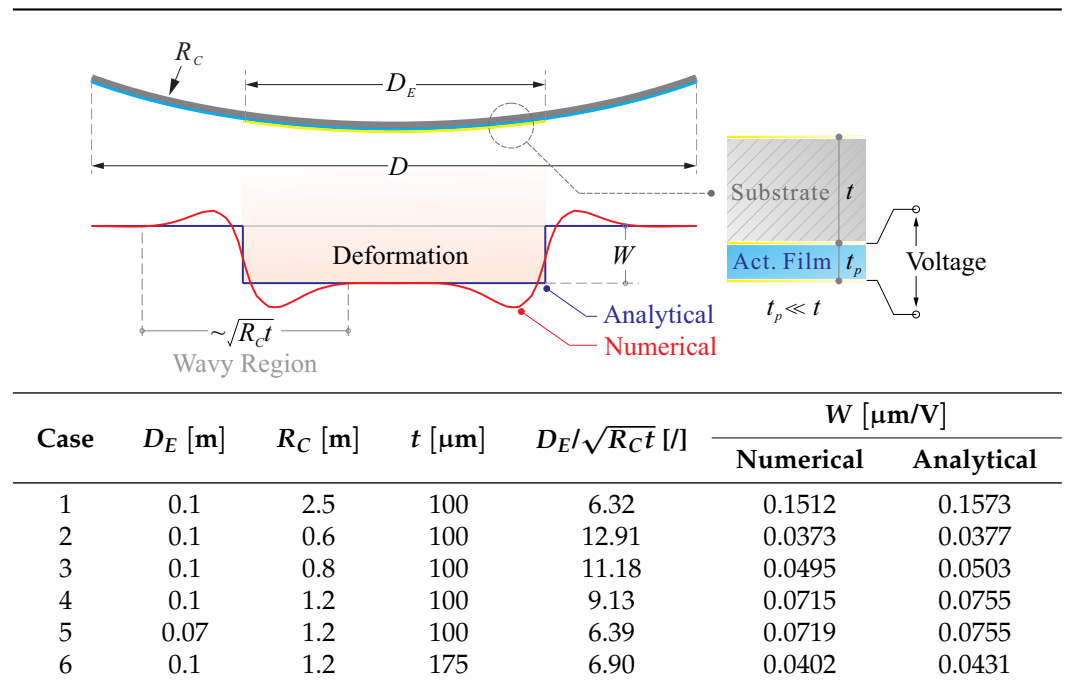 R_C
D_E
D
Substrate t
Act. Film t_p
Voltage
t_p ≪ t
Deformation
W
Analytical
Numerical
~√R_C t
Wavy Region
Case D_E [m] R_C [m] t [μm] D_E/√R_C t [/] W [μm/V]
Numerical Analytical
1 0.1 2.5 100 6.32 0.1512 0.1573
2 0.1 0.6 100 12.91 0.0373 0.0377
3 0.1 0.8 100 11.18 0.0495 0.0503
4 0.1 1.2 100 9.13 0.0715 0.0755
5 0.07 1.2 100 6.39 0.0719 0.0755
6 0.1 1.2 175 6.90 0.0402 0.0431